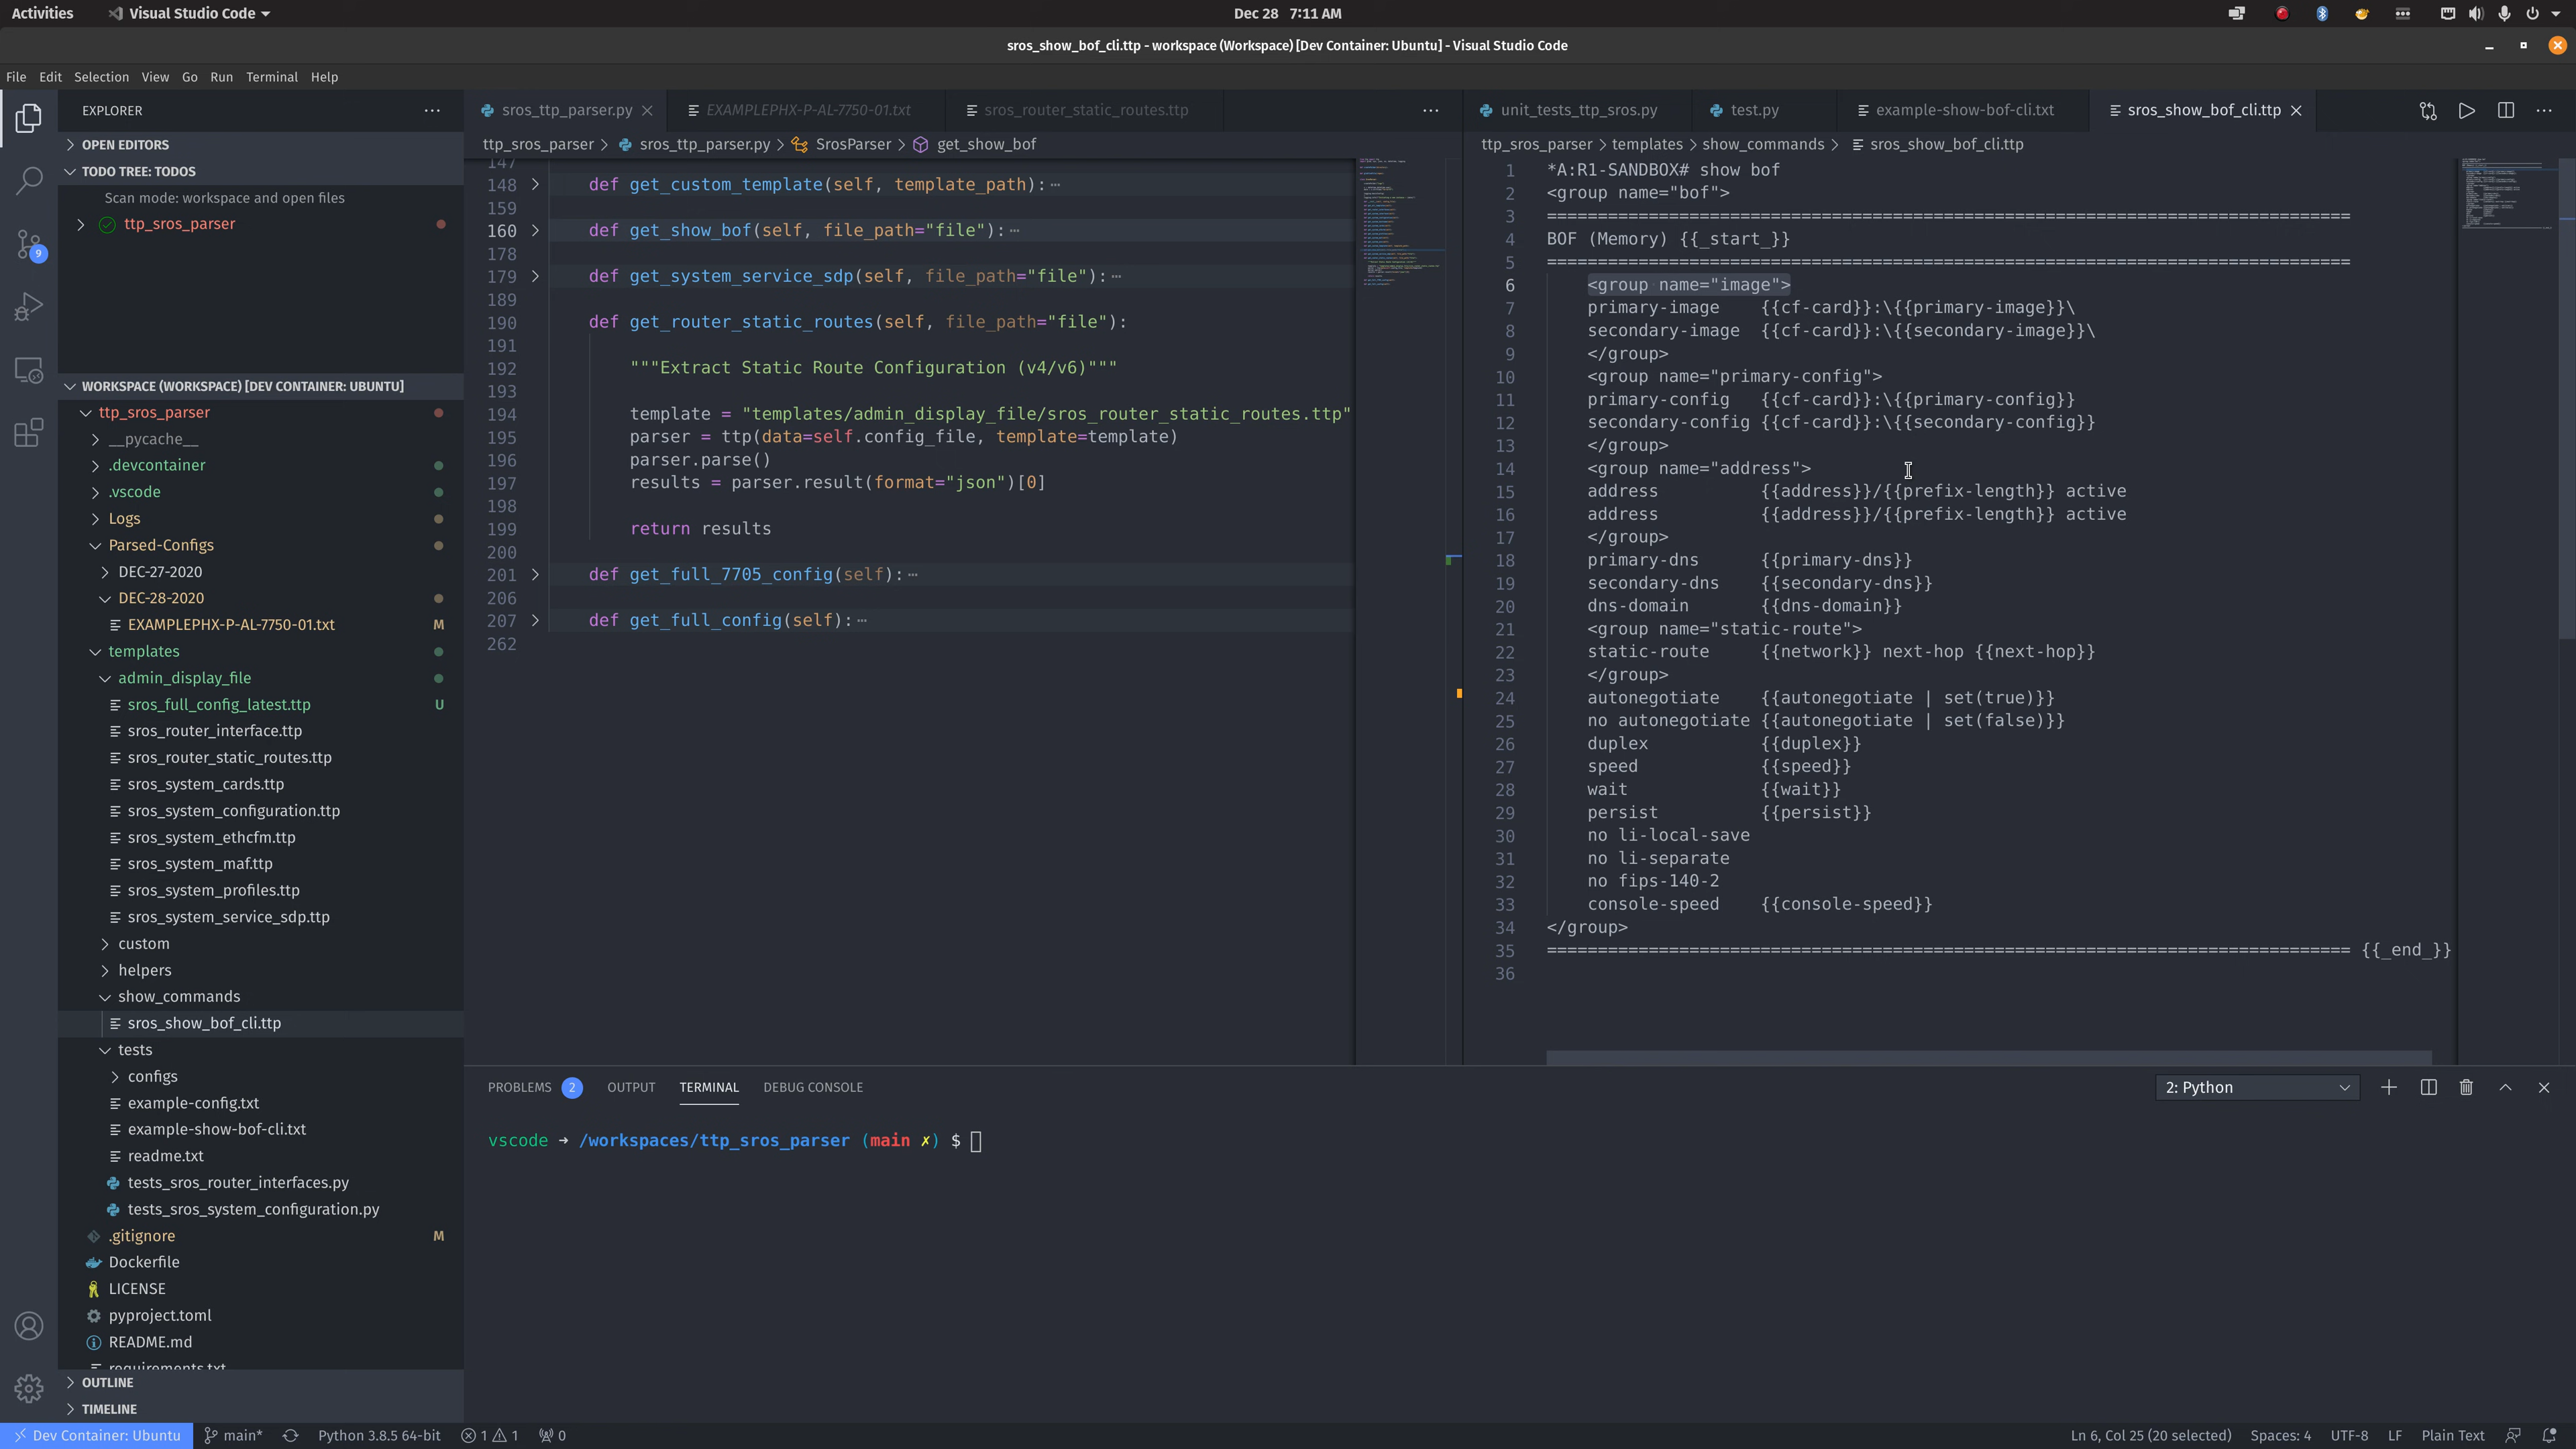 Activities
Visual Studio Code
Dec 28 7:11 AM
sros_show_bof_cli.ttp - workspace (Workspace) [Dev Container: Ubuntu] - Visual Studio Code
File Edit Selection View Go Run Terminal Help
EXPLORER
OPEN EDITORS
TODO TREE: TODOS
Scan mode: workspace and open files
ttp_sros_parser
WORKSPACE (WORKSPACE) [DEV CONTAINER: UBUNTU]
ttp_sros_parser
__pycache__
.devcontainer
.vscode
Logs
Parsed-Configs
DEC-27-2020
DEC-28-2020
EXAMPLEPHX-P-AL-7750-01.txt M
templates
admin_display_file
sros_full_config_latest.ttp U
sros_router_interface.ttp
sros_router_static_routes.ttp
sros_system_cards.ttp
sros_system_configuration.ttp
sros_system_ethcfm.ttp
sros_system_maf.ttp
sros_system_profiles.ttp
sros_system_service_sdp.ttp
custom
helpers
show_commands
sros_show_bof_cli.ttp
tests
configs
example-config.txt
example-show-bof-cli.txt
readme.txt
tests_sros_router_interfaces.py
tests_sros_system_configuration.py
.gitignore M
Dockerfile
LICENSE
pyproject.toml
README.md
requirements.txt
OUTLINE
TIMELINE
9
sros_ttp_parser.py
EXAMPLEPHX-P-AL-7750-01.txt
sros_router_static_routes.ttp
ttp_sros_parser > sros_ttp_parser.py > SrosParser > get_show_bof
147
148 def get_custom_template(self, template_path):
159
160 def get_show_bof(self, file_path="file"):
178
179 def get_system_service_sdp(self, file_path="file"):
189
190 def get_router_static_routes(self, file_path="file"):
191
192 """Extract Static Route Configuration (v4/v6)"""
193
194 template = "templates/admin_display_file/sros_router_static_routes.ttp"
195 parser = ttp(data=self.config_file, template=template)
196 parser.parse()
197 results = parser.result(format="json")[0]
198
199 return results
200
201 def get_full_7705_config(self):
206
207 def get_full_config(self):
262
unit_tests_ttp_sros.py
test.py
example-show-bof-cli.txt
sros_show_bof_cli.ttp
ttp_sros_parser > templates > show_commands > sros_show_bof_cli.ttp
1 *A:R1-SANDBOX# show bof
2 <group name="bof">
3 ===============================================================================
4 BOF (Memory) {{_start_}}
5 ===============================================================================
6 <group name="image">
7 primary-image {{cf-card}}:\{{primary-image}}\
8 secondary-image {{cf-card}}:\{{secondary-image}}\
9 </group>
10 <group name="primary-config">
11 primary-config {{cf-card}}:\{{primary-config}}
12 secondary-config {{cf-card}}:\{{secondary-config}}
13 </group>
14 <group name="address">
15 address {{address}}/{{prefix-length}} active
16 address {{address}}/{{prefix-length}} active
17 </group>
18 primary-dns {{primary-dns}}
19 secondary-dns {{secondary-dns}}
20 dns-domain {{dns-domain}}
21 <group name="static-route">
22 static-route {{network}} next-hop {{next-hop}}
23 </group>
24 autonegotiate {{autonegotiate | set(true)}}
25 no autonegotiate {{autonegotiate | set(false)}}
26 duplex {{duplex}}
27 speed {{speed}}
28 wait {{wait}}
29 persist {{persist}}
30 no li-local-save
31 no li-separate
32 no fips-140-2
33 console-speed {{console-speed}}
34 </group>
35 =============================================================================== {{_end_}}
36
PROBLEMS 2 OUTPUT TERMINAL DEBUG CONSOLE
2: Python
vscode ➜ /workspaces/ttp_sros_parser (main ✗) $
Dev Container: Ubuntu main* Python 3.8.5 64-bit 1 1 0
Ln 6, Col 25 (20 selected) Spaces: 4 UTF-8 LF Plain Text